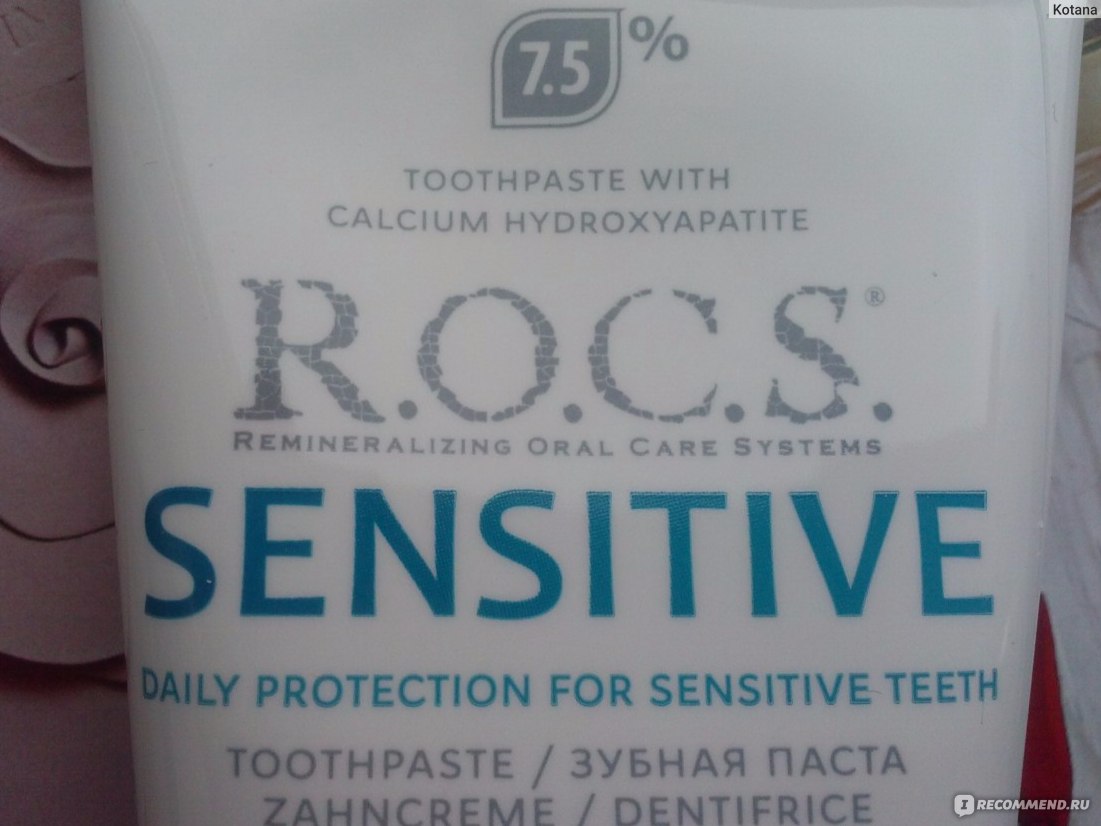 Kotana
7.5 %
TOOTHPASTE WITH
CALCIUM HYDROXYAPATITE
R.O.C.S.®
REMINERALIZING ORAL CARE SYSTEMS
SENSITIVE
DAILY PROTECTION FOR SENSITIVE TEETH
TOOTHPASTE / ЗУБНАЯ ПАСТА
ZAHNCREME / DENTIFRICE
IRECOMMEND.RU